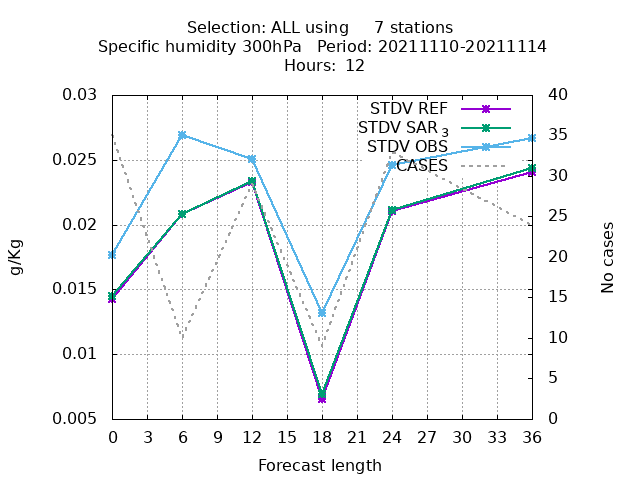 Selection: ALL using     7 stations
Specific humidity 300hPa   Period: 20211110-20211114
Hours: 12
0.03
0.025
0.02
0.015
0.01
0.005
g/Kg
STDV REF
STDV SAR₃
STDV OBS
CASES
40
35
30
25
20
15
10
5
0
No cases
0 3 6 9 12 15 18 21 24 27 30 33 36
Forecast length